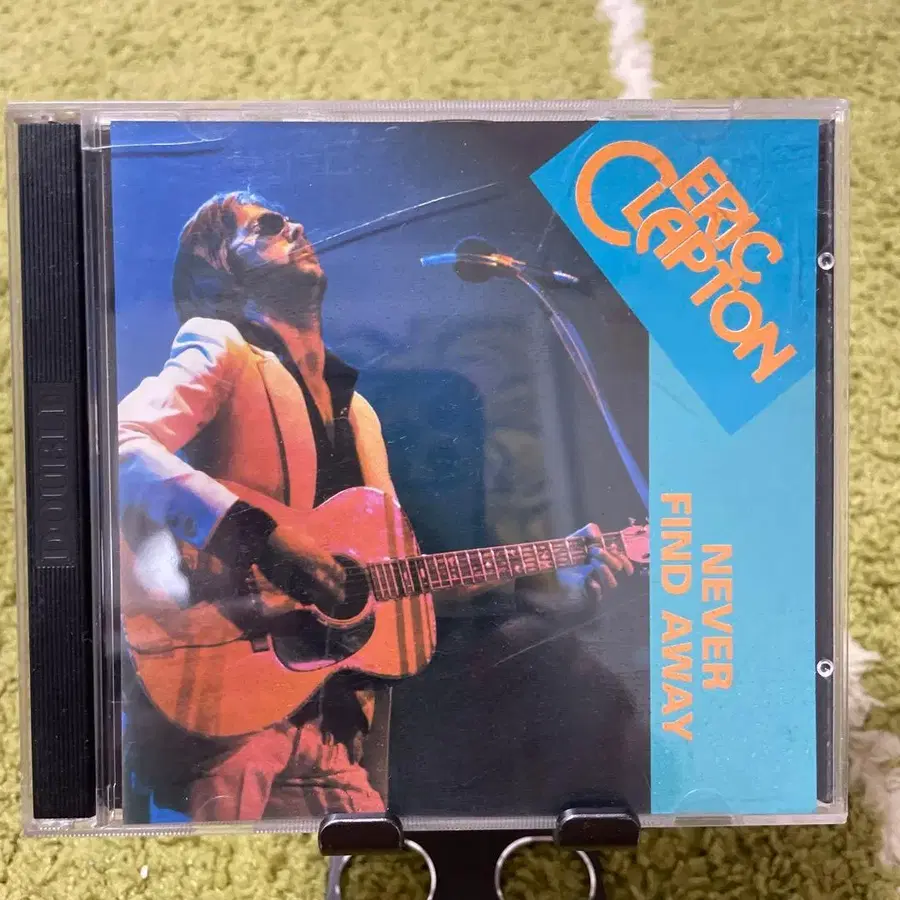 ERIC
CLAPTON
NEVER
FIND AWAY
DOUBLE